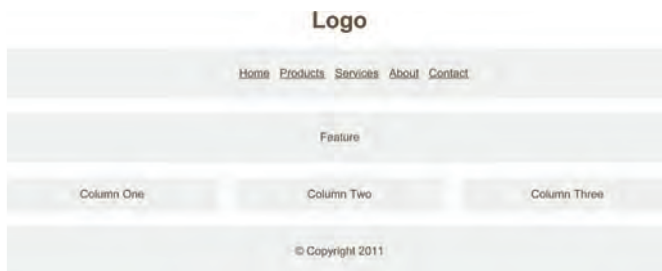 Logo
Home Products Services About Contact
Feature
Column One Column Two Column Three
© Copyright 2011